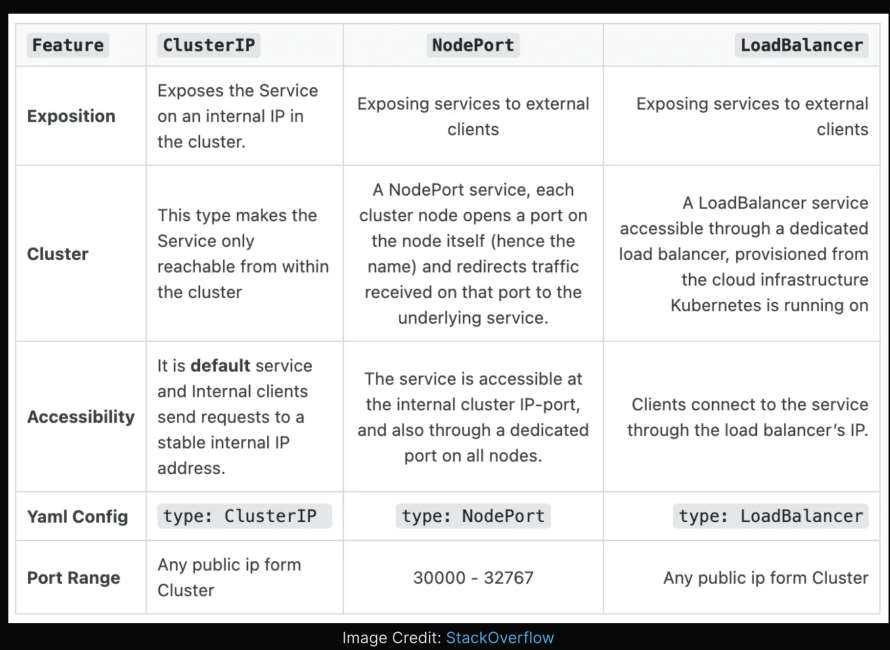 Feature ClusterIP NodePort LoadBalancer
Exposition
Exposes the Service
on an internal IP in
the cluster.
Exposing services to external
clients
Exposing services to external
clients
Cluster
This type makes the
Service only
reachable from within
the cluster
A NodePort service, each
cluster node opens a port on
the node itself (hence the
name) and redirects traffic
received on that port to the
underlying service.
A LoadBalancer service
accessible through a dedicated
load balancer, provisioned from
the cloud infrastructure
Kubernetes is running on
Accessibility
It is default service
and Internal clients
send requests to a
stable internal IP
address.
The service is accessible at
the internal cluster IP-port,
and also through a dedicated
port on all nodes.
Clients connect to the service
through the load balancer’s IP.
Yaml Config type: ClusterIP type: NodePort type: LoadBalancer
Port Range
Any public ip form
Cluster
30000 - 32767
Any public ip form Cluster
Image Credit: StackOverflow